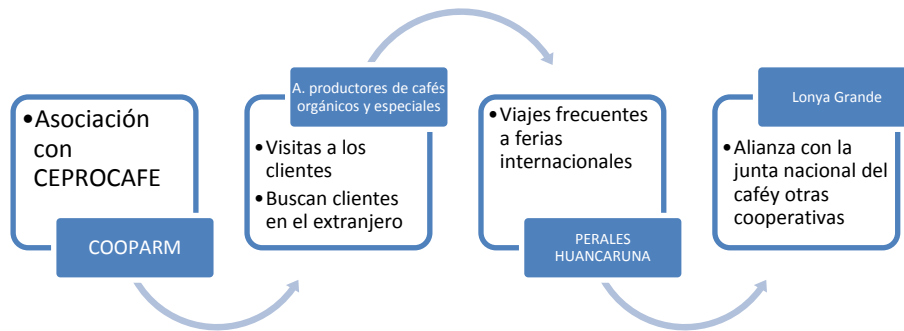 •Asociación
con
CEPROCAFE
COOPARM
A. productores de cafés
orgánicos y especiales
•Visitas a los
clientes
•Buscan clientes
en el extranjero
•Viajes frecuentes
a ferias
internacionales
PERALES
HUANCARUNA
Lonya Grande
•Alianza con la
junta nacional del
caféy otras
cooperativas